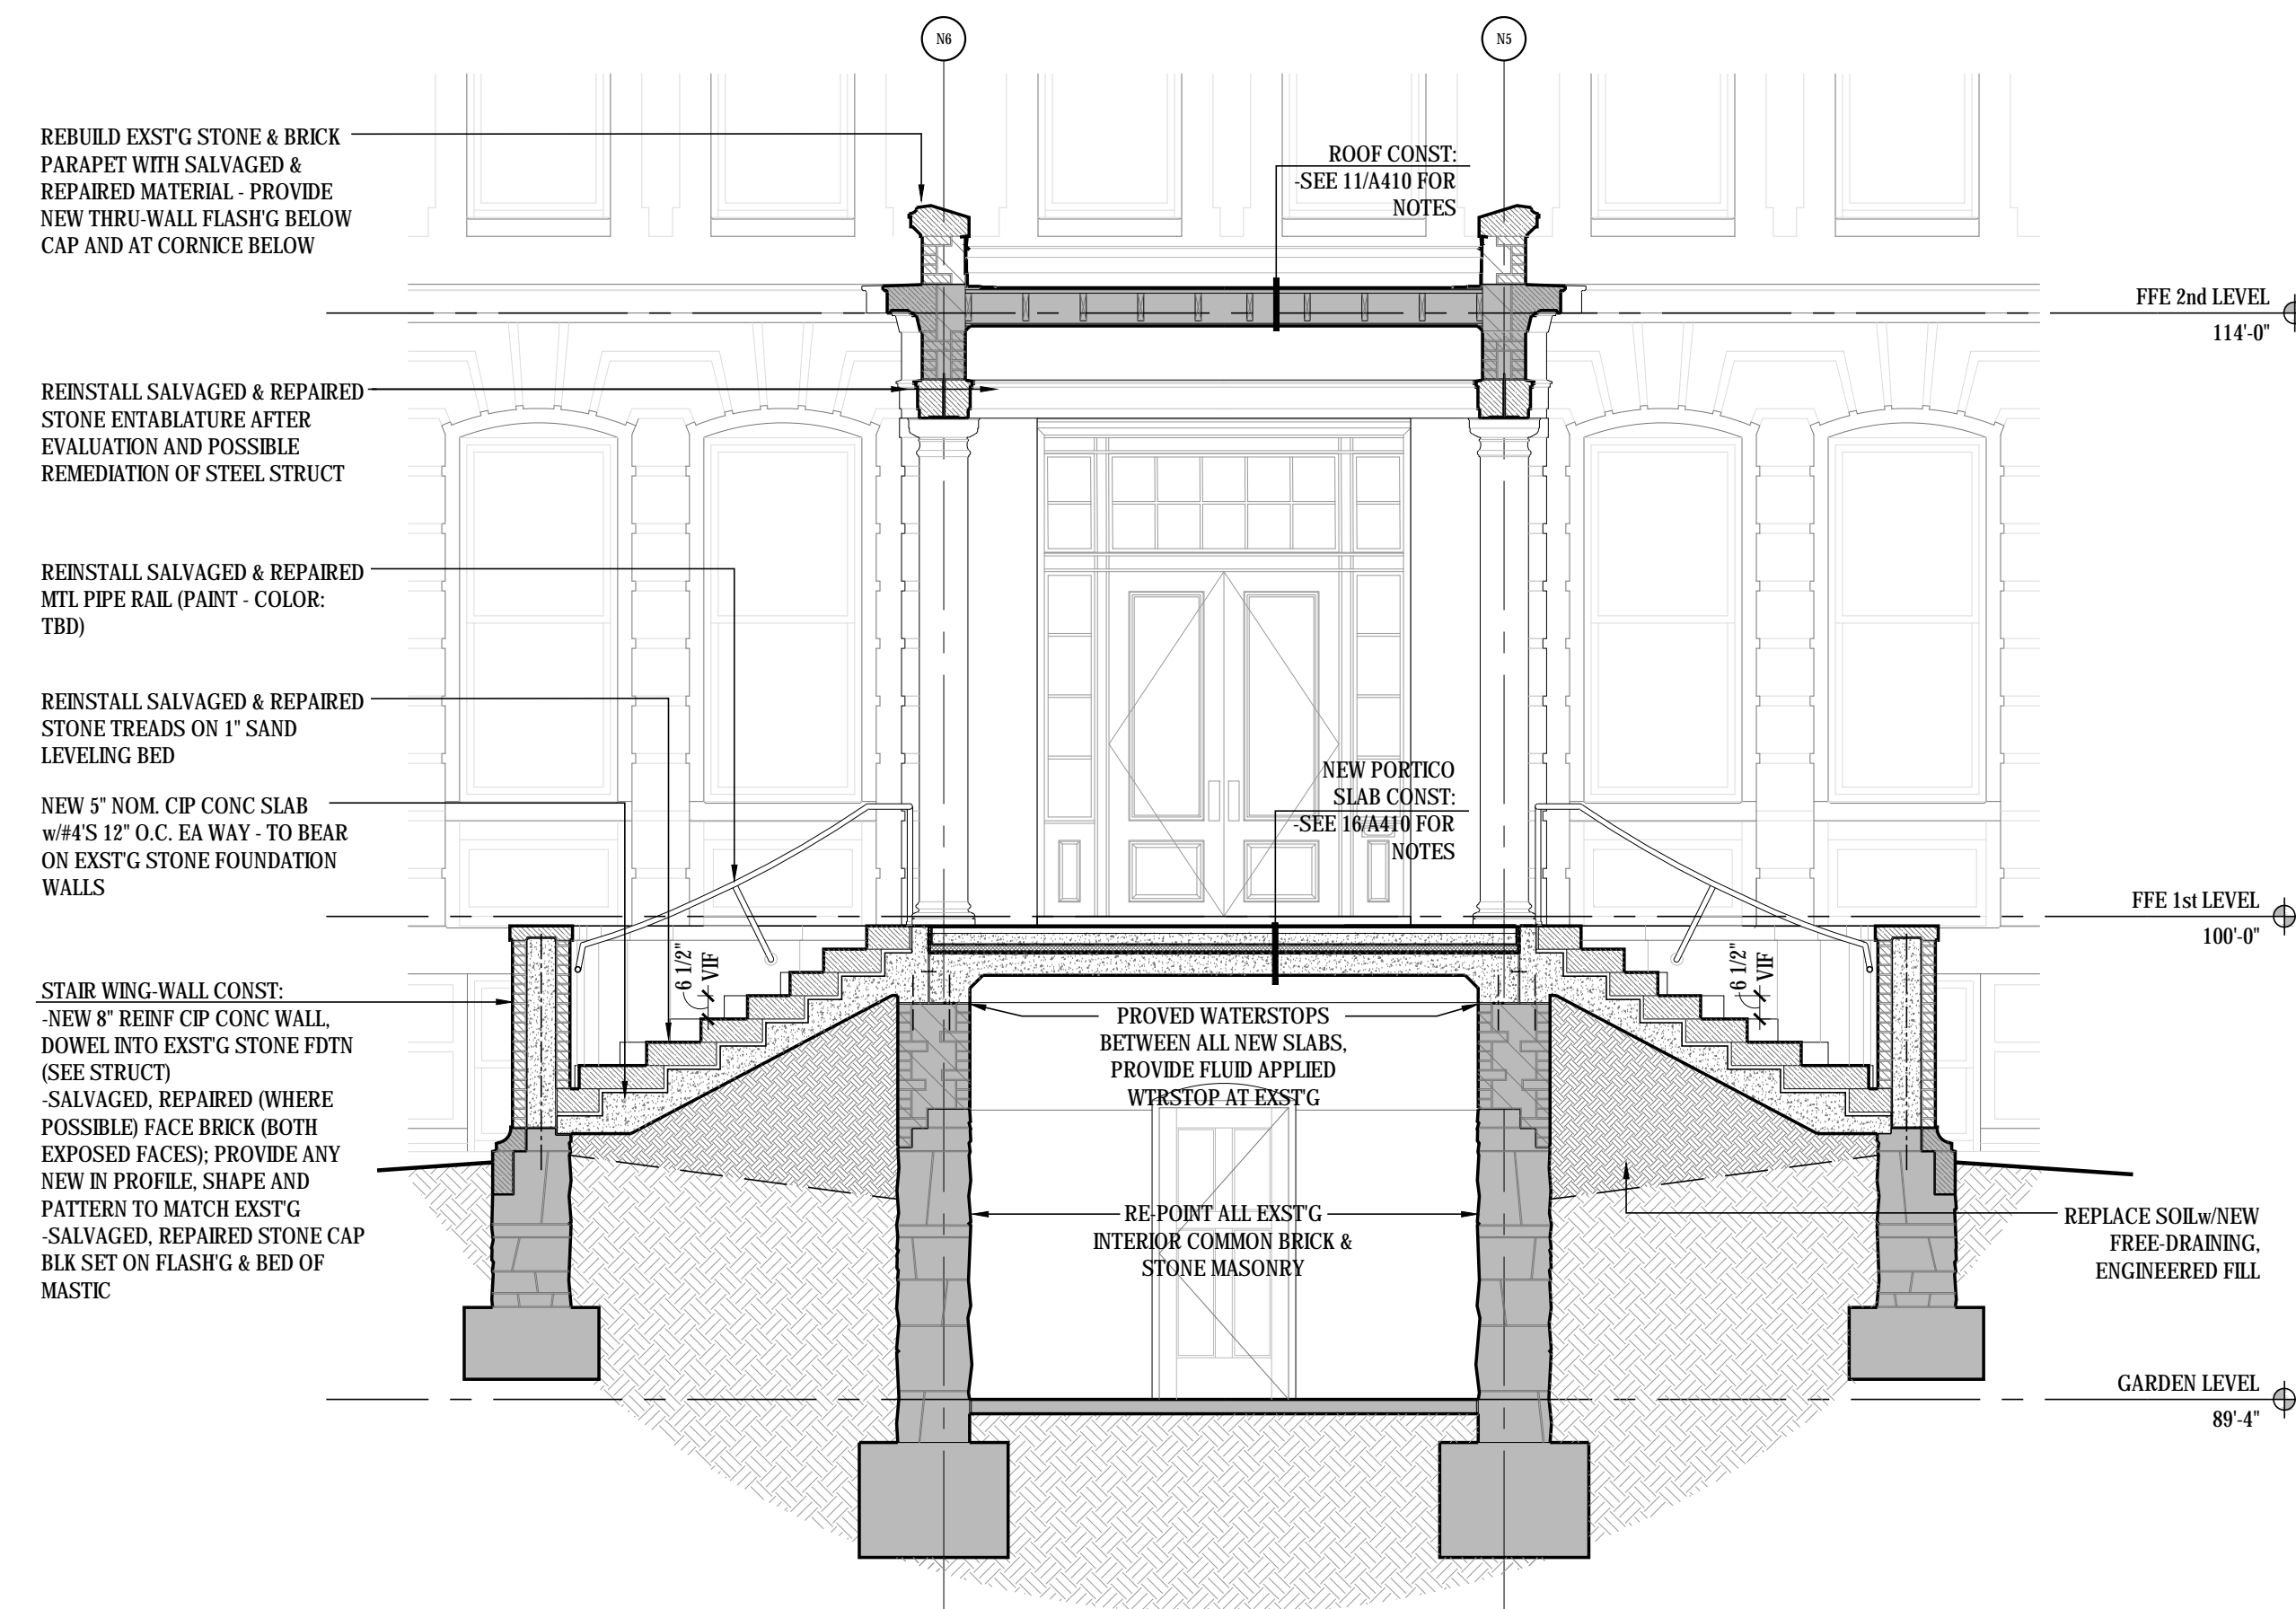 N6
N5
REBUILD EXST'G STONE & BRICK
PARAPET WITH SALVAGED &
REPAIRED MATERIAL - PROVIDE
NEW THRU-WALL FLASH'G BELOW
CAP AND AT CORNICE BELOW
ROOF CONST:
-SEE 11/A410 FOR
NOTES
FFE 2nd LEVEL
114'-0"
REINSTALL SALVAGED & REPAIRED
STONE ENTABLATURE AFTER
EVALUATION AND POSSIBLE
REMEDIATION OF STEEL STRUCT
REINSTALL SALVAGED & REPAIRED
MTL PIPE RAIL (PAINT - COLOR:
TBD)
REINSTALL SALVAGED & REPAIRED
STONE TREADS ON 1" SAND
LEVELING BED
NEW PORTICO
SLAB CONST:
-SEE 16/A410 FOR
NOTES
NEW 5" NOM. CIP CONC SLAB
w/#4'S 12" O.C. EA WAY - TO BEAR
ON EXST'G STONE FOUNDATION
WALLS
FFE 1st LEVEL
100'-0"
6 1/2"
VIF
6 1/2"
VIF
STAIR WING-WALL CONST:
-NEW 8" REINF CIP CONC WALL,
DOWEL INTO EXST'G STONE FDTN
(SEE STRUCT)
-SALVAGED, REPAIRED (WHERE
POSSIBLE) FACE BRICK (BOTH
EXPOSED FACES); PROVIDE ANY
NEW IN PROFILE, SHAPE AND
PATTERN TO MATCH EXST'G
-SALVAGED, REPAIRED STONE CAP
BLK SET ON FLASH'G & BED OF
MASTIC
PROVED WATERSTOPS
BETWEEN ALL NEW SLABS,
PROVIDE FLUID APPLIED
WTRSTOP AT EXST'G
RE-POINT ALL EXST'G
INTERIOR COMMON BRICK &
STONE MASONRY
REPLACE SOILw/NEW
FREE-DRAINING,
ENGINEERED FILL
GARDEN LEVEL
89'-4"